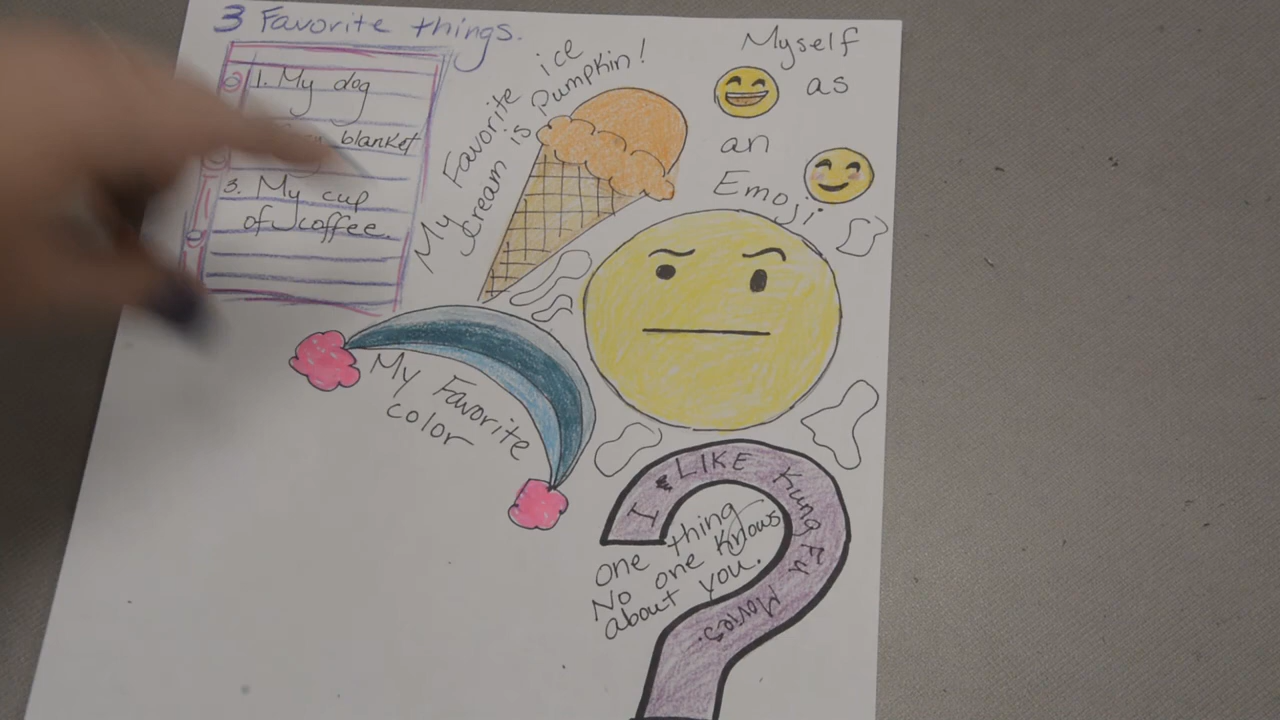 3 Favorite things.
1. My dog
blanket
3. My cup
of coffee.
My Favorite ice
cream is Pumpkin!
Myself
as
an
Emoji
My Favorite
color
I LIKE Kung Fu Movies.
one thing
No one knows
about you.